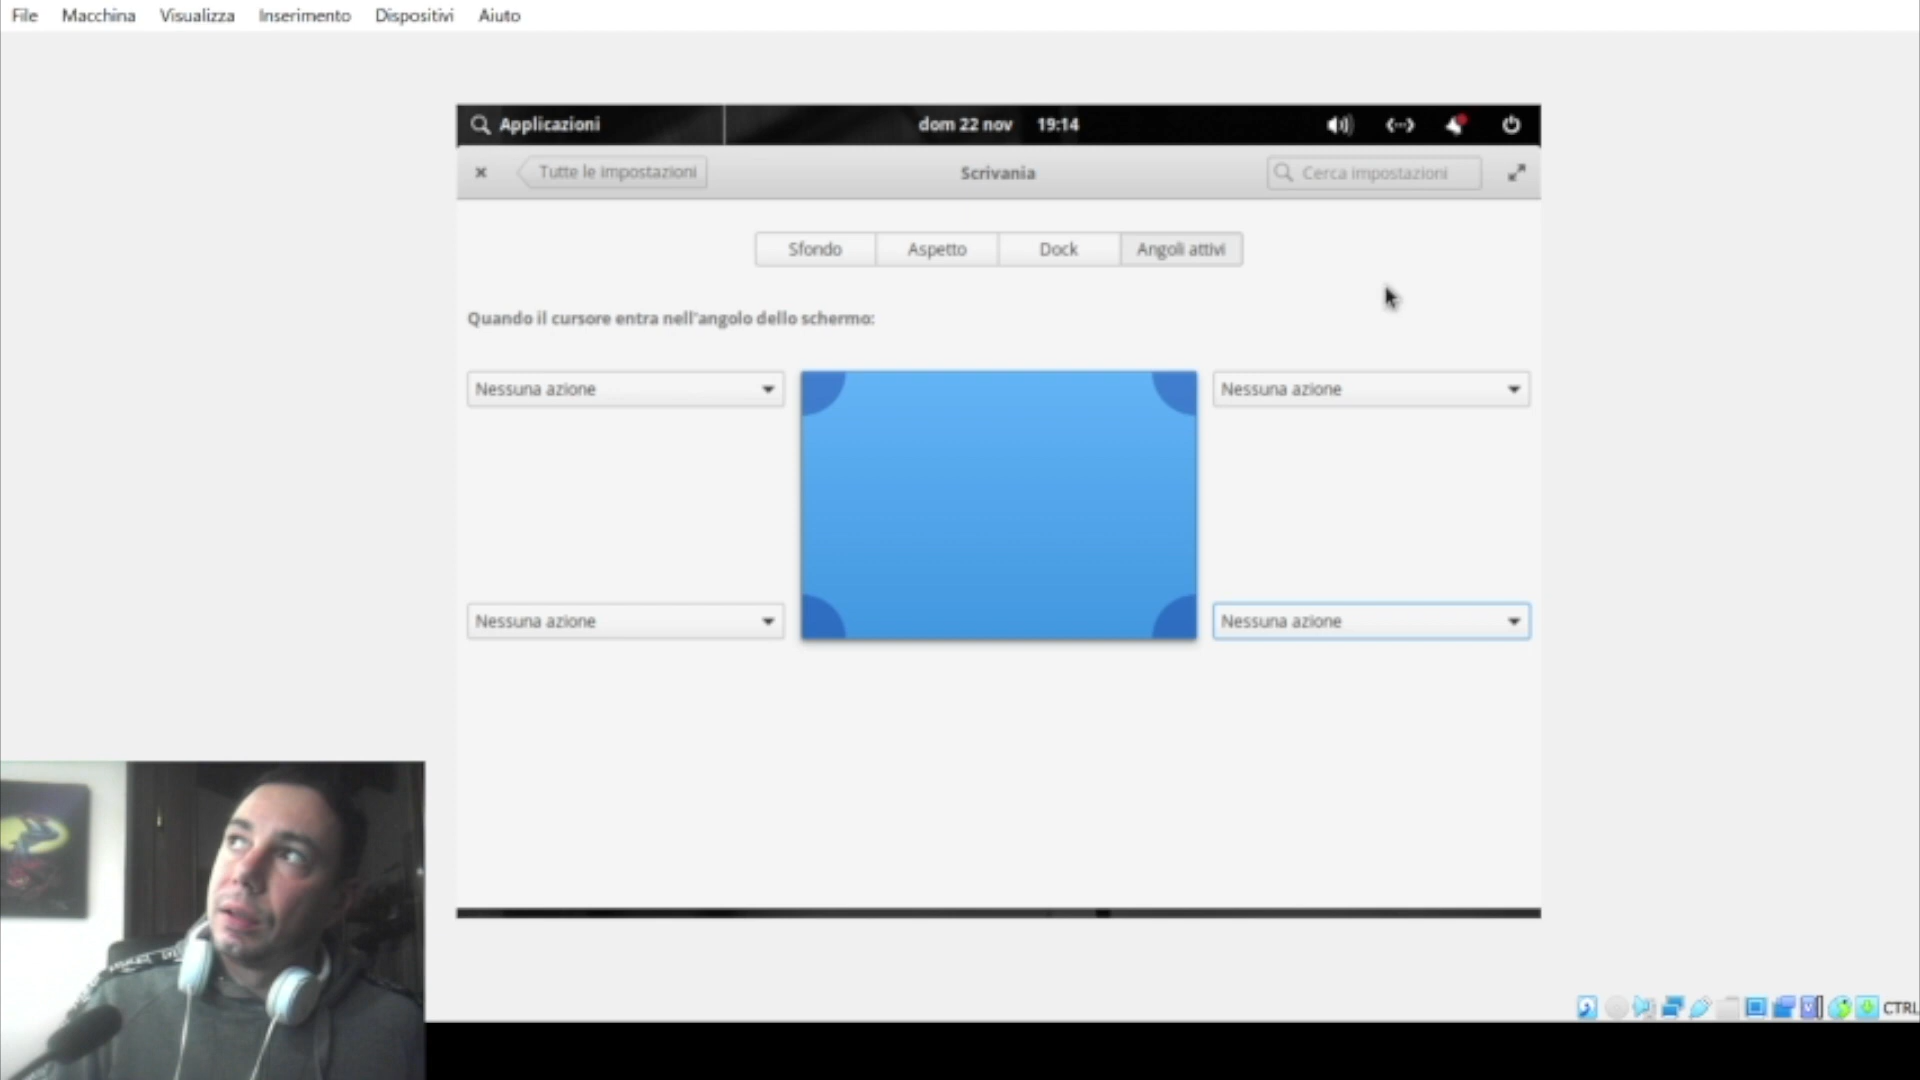 File Macchina Visualizza Inserimento Dispositivi Aiuto
Applicazioni dom 22 nov 19:14
Tutte le impostazioni Scrivania Cerca impostazioni
Sfondo Aspetto Dock Angoli attivi
Quando il cursore entra nell'angolo dello schermo:
Nessuna azione Nessuna azione
Nessuna azione Nessuna azione
CTRL